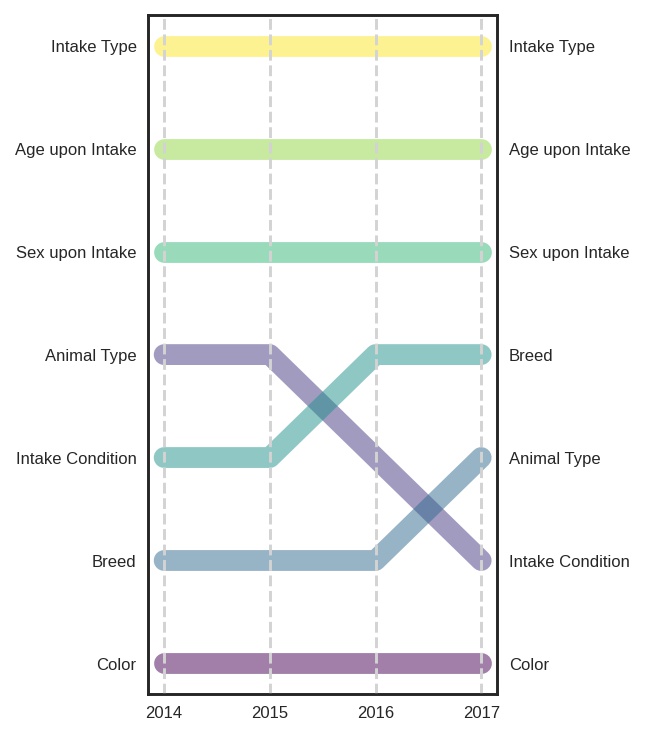 Intake Type
Intake Type
Age upon Intake
Age upon Intake
Sex upon Intake
Sex upon Intake
Animal Type
Breed
Intake Condition
Animal Type
Breed
Intake Condition
Color
Color
2014 2015 2016 2017